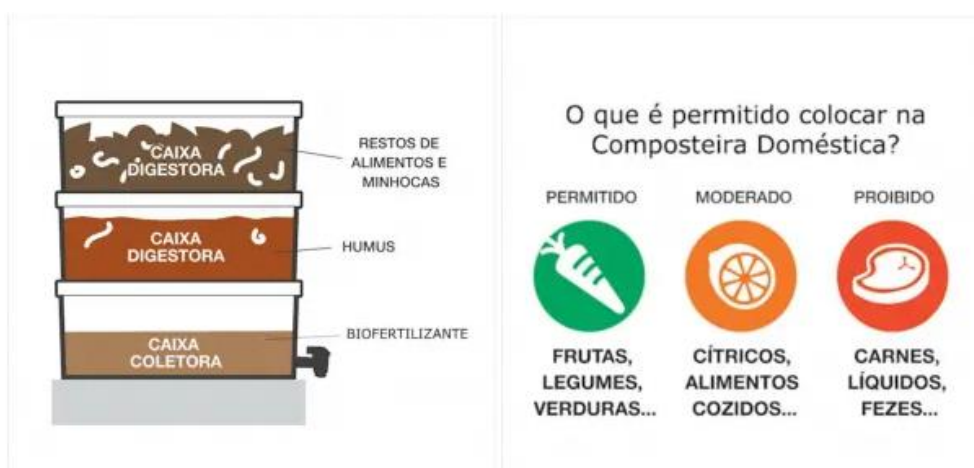 CAIXA
DIGESTORA
RESTOS DE
ALIMENTOS E
MINHOCAS
CAIXA
DIGESTORA
HUMUS
CAIXA
COLETORA
BIOFERTILIZANTE
O que é permitido colocar na
Composteira Doméstica?
PERMITIDO
MODERADO
PROIBIDO
FRUTAS,
LEGUMES,
VERDURAS...
CÍTRICOS,
ALIMENTOS
COZIDOS...
CARNES,
LÍQUIDOS,
FEZES...